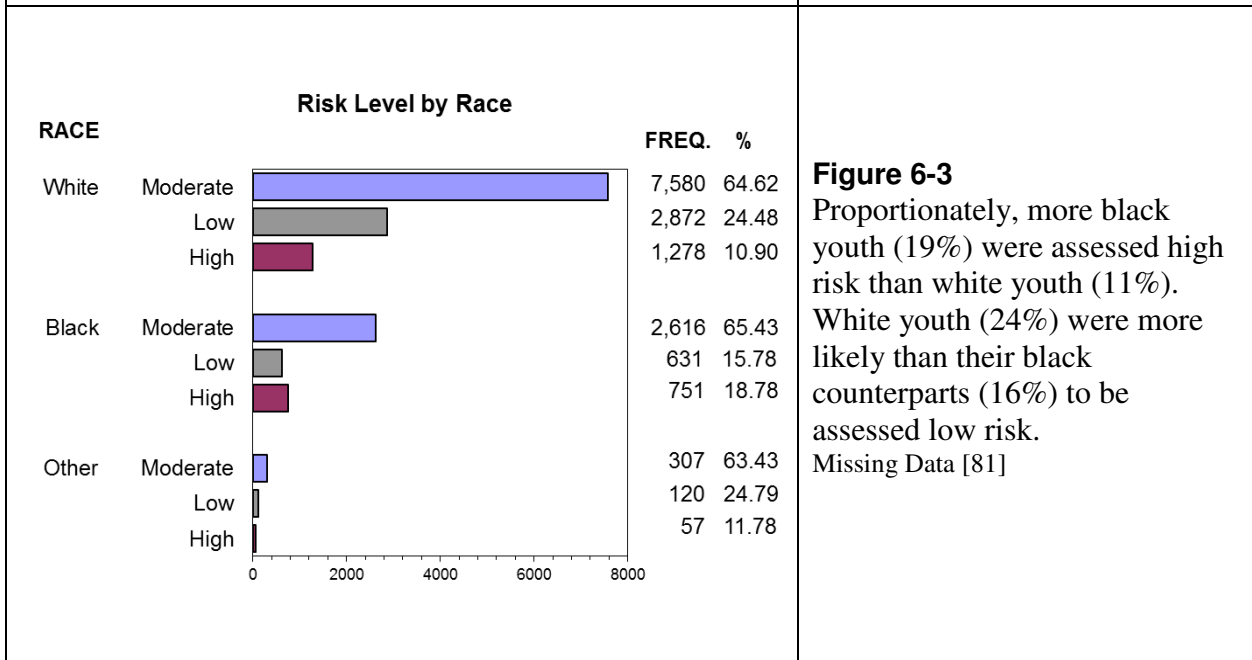 Risk Level by Race
RACE
FREQ. %
White Moderate 7,580 64.62
Low 2,872 24.48
High 1,278 10.90
Black Moderate 2,616 65.43
Low 631 15.78
High 751 18.78
Other Moderate 307 63.43
Low 120 24.79
High 57 11.78
0 2000 4000 6000 8000
Figure 6-3
Proportionately, more black
youth (19%) were assessed high
risk than white youth (11%).
White youth (24%) were more
likely than their black
counterparts (16%) to be
assessed low risk.
Missing Data [81]